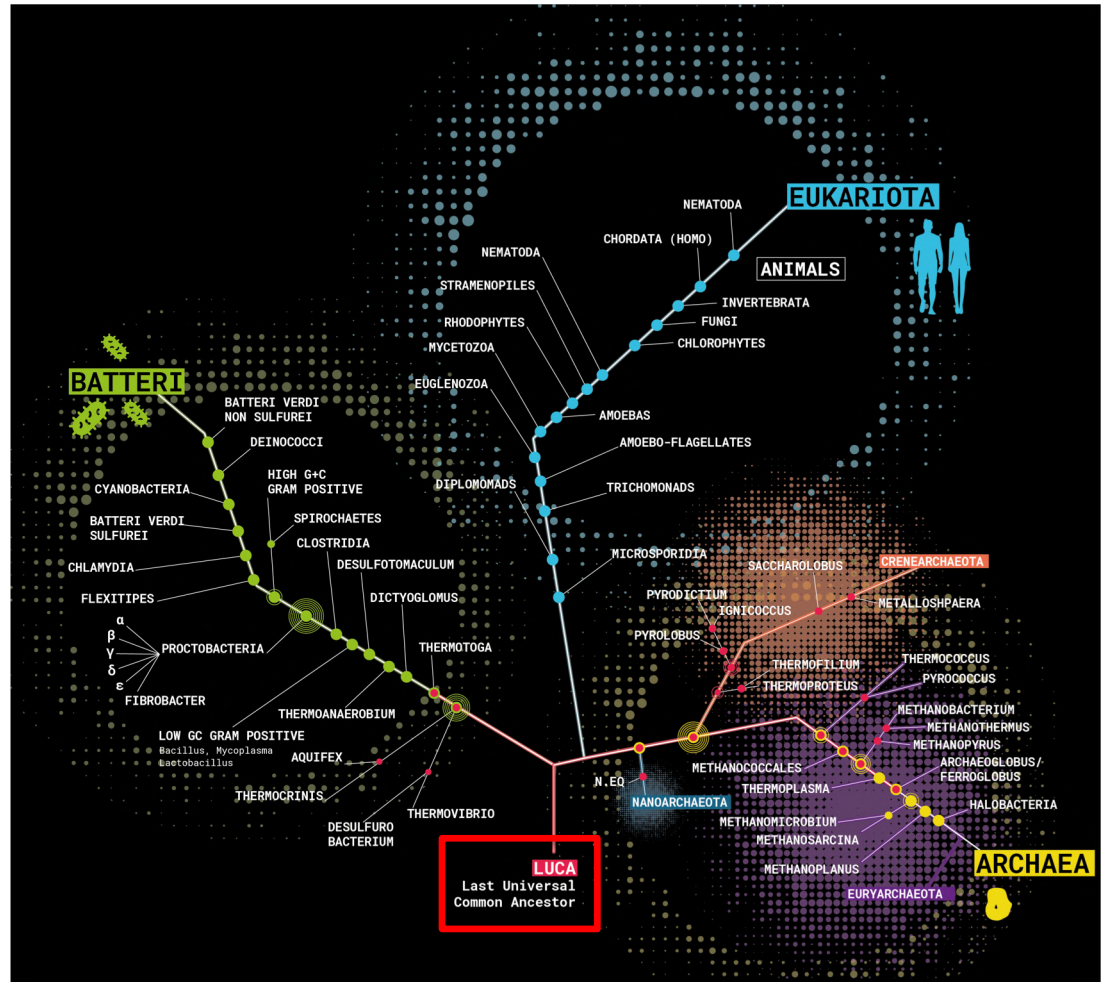 EUKARIOTA
NEMATODA
CHORDATA (HOMO)
ANIMALS
NEMATODA
STRAMENOPILES
INVERTEBRATA
RHODOPHYTES
FUNGI
MYCETOZOA
CHLOROPHYTES
EUGLENOZOA
AMOEBAS
AMOEBO-FLAGELLATES
DIPLOMOMADS
TRICHOMONADS
MICROSPORIDIA
BATTERI
BATTERI VERDI
NON SULFUREI
DEINOCOCCI
HIGH G+C
GRAM POSITIVE
CYANOBACTERIA
SPIROCHAETES
BATTERI VERDI
SULFUREI
CLOSTRIDIA
CHLAMYDIA
DESULFOTOMACULUM
FLEXITIPES
DICTYOGLOMUS
α
β
γ
δ
ε
PROCTOBACTERIA
THERMOTOGA
FIBROBACTER
THERMOANAEROBIUM
LOW GC GRAM POSITIVE
Bacillus, Mycoplasma
Lactobacillus
AQUIFEX
THERMOCRINIS
THERMOVIBRIO
DESULFURO
BACTERIUM
LUCA
Last Universal
Common Ancestor
CRENEARCHAEOTA
SACCHAROLOBUS
PYRODICTIUM
METALLOSHPAERA
IGNICOCCUS
PYROLOBUS
THERMOFILIUM
THERMOPROTEUS
THERMOCOCCUS
PYROCOCCUS
METHANOBACTERIUM
METHANOTHERMUS
METHANOPYRUS
METHANOCOCCALES
ARCHAEOGLOBUS/
FERROGLOBUS
N.EQ
NANOARCHAEOTA
THERMOPLASMA
HALOBACTERIA
METHANOMICROBIUM
METHANOSARCINA
METHANOPLANUS
ARCHAEA
EURYARCHAEOTA